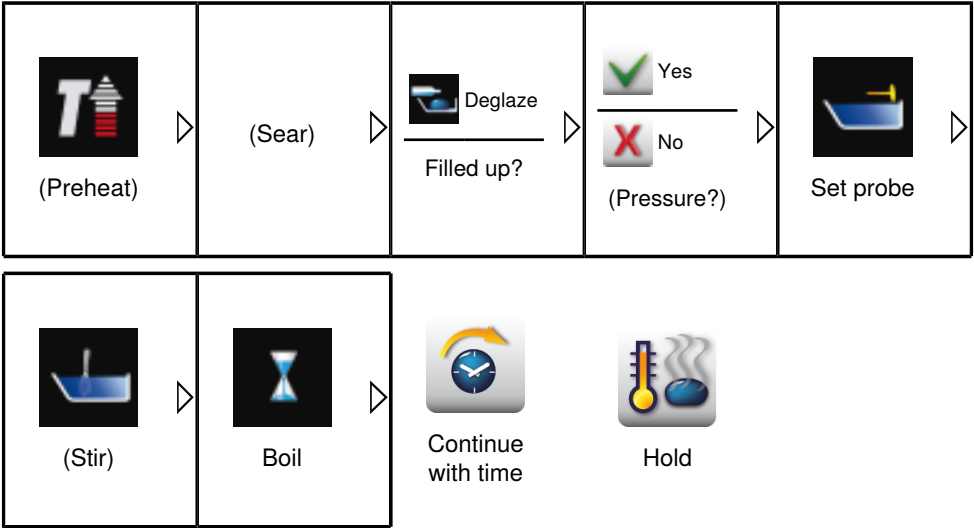 (Preheat)
(Sear)
Deglaze
Filled up?
Yes
No
(Pressure?)
Set probe
(Stir)
Boil
Continue
with time
Hold